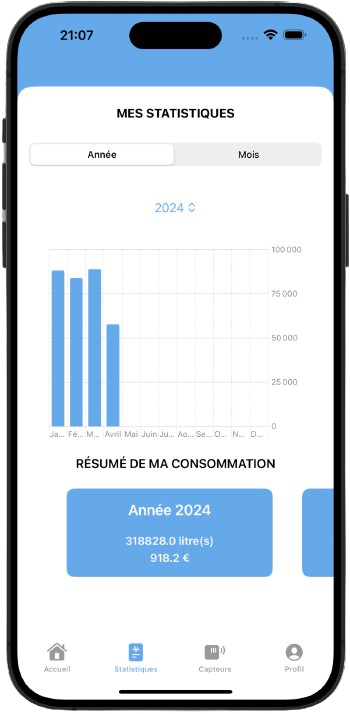 21:07
MES STATISTIQUES
Année Mois
2024
100 000
75 000
50 000
25 000
0
Ja... Fé... M... Avril Mai Juin Ju... Ao... Se... O... N... D...
RÉSUMÉ DE MA CONSOMMATION
Année 2024
318828.0 litre(s)
918.2 €
Accueil Statistiques Capteurs Profil